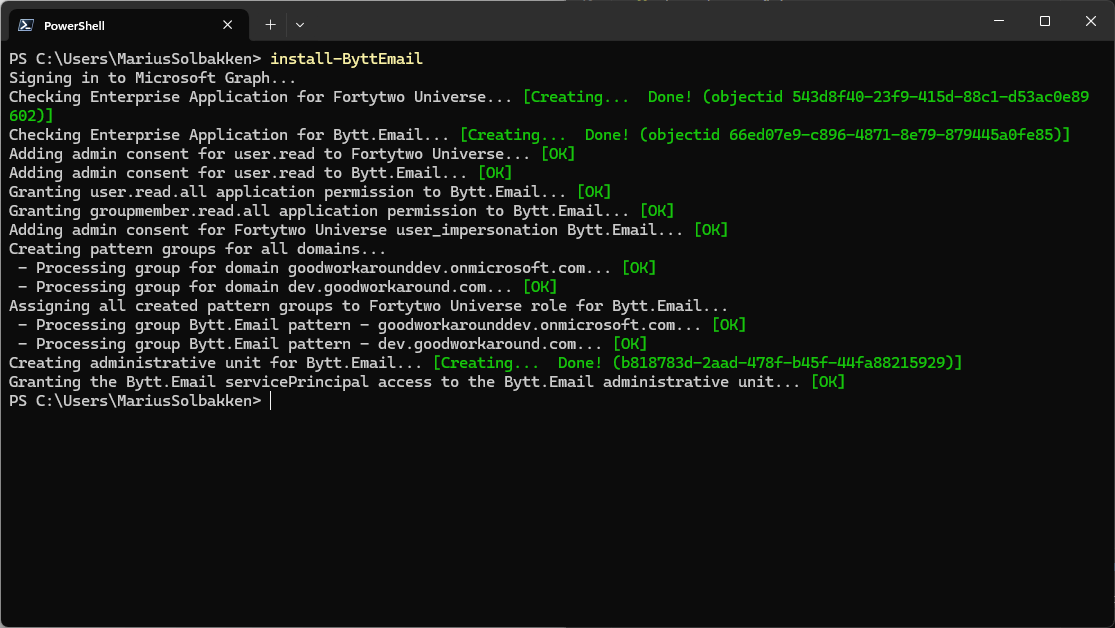 PowerShell
PS C:\Users\MariusSolbakken> install-ByttEmail
Signing in to Microsoft Graph...
Checking Enterprise Application for Fortytwo Universe... [Creating...  Done! (objectid 543d8f40-23f9-415d-88c1-d53ac0e89
602)]
Checking Enterprise Application for Bytt.Email... [Creating...  Done! (objectid 66ed07e9-c896-4871-8e79-879445a0fe85)]
Adding admin consent for user.read to Fortytwo Universe... [OK]
Adding admin consent for user.read to Bytt.Email... [OK]
Granting user.read.all application permission to Bytt.Email... [OK]
Granting groupmember.read.all application permission to Bytt.Email... [OK]
Adding admin consent for Fortytwo Universe user_impersonation Bytt.Email... [OK]
Creating pattern groups for all domains...
 - Processing group for domain goodworkarounddev.onmicrosoft.com... [OK]
 - Processing group for domain dev.goodworkaround.com... [OK]
Assigning all created pattern groups to Fortytwo Universe role for Bytt.Email...
 - Processing group Bytt.Email pattern - goodworkarounddev.onmicrosoft.com... [OK]
 - Processing group Bytt.Email pattern - dev.goodworkaround.com... [OK]
Creating administrative unit for Bytt.Email... [Creating...  Done! (b818783d-2aad-478f-b45f-44fa88215929)]
Granting the Bytt.Email servicePrincipal access to the Bytt.Email administrative unit... [OK]
PS C:\Users\MariusSolbakken>